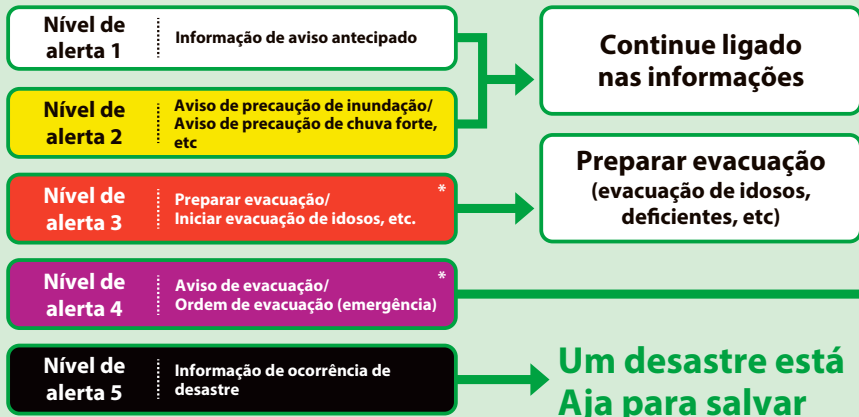 Nível de
alerta 1
Informação de aviso antecipado
Continue ligado
nas informações
Nível de
alerta 2
Aviso de precaução de inundação/
Aviso de precaução de chuva forte,
etc
Nível de
alerta 3
Preparar evacuação/
Iniciar evacuação de idosos, etc.
*
Preparar evacuação
(evacuação de idosos,
deficientes, etc)
Nível de
alerta 4
Aviso de evacuação/
Ordem de evacuação (emergência)
*
Nível de
alerta 5
Informação de ocorrência de
desastre
Um desastre está
Aja para salvar